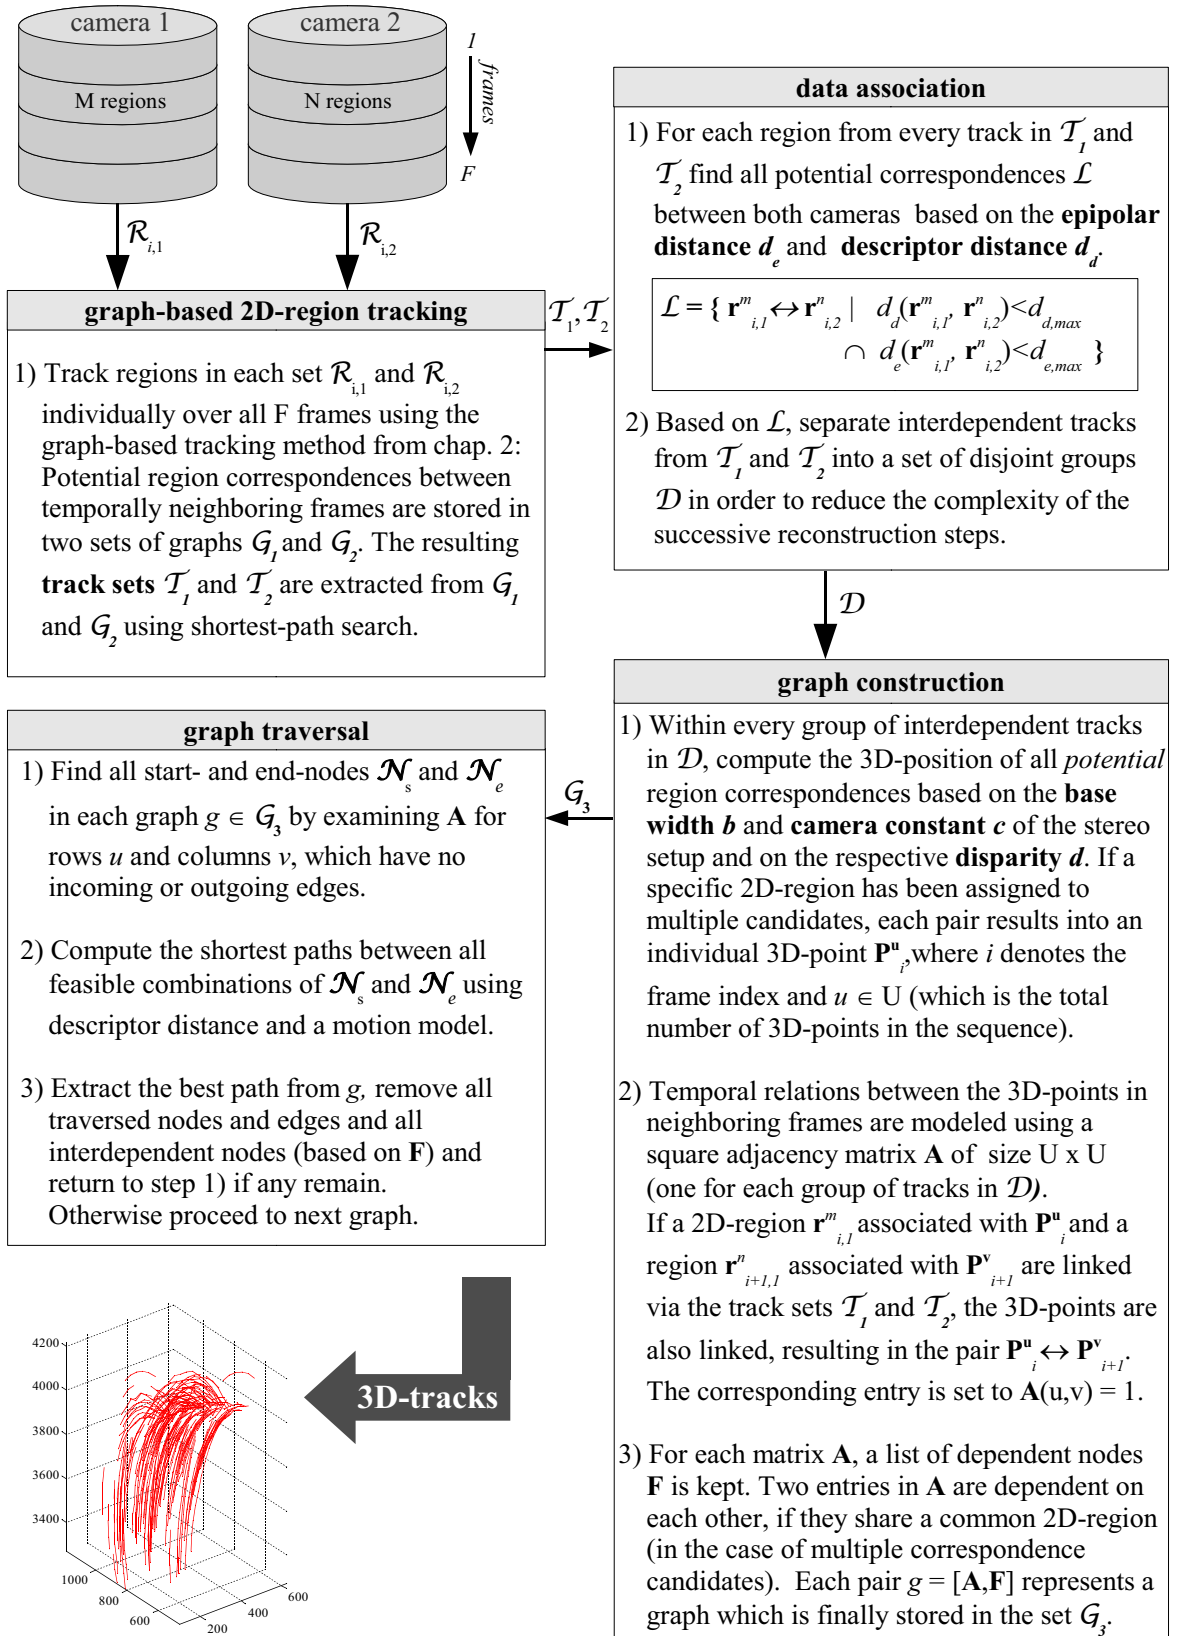 camera 1
camera 2
M regions
N regions
1
frames
F
R_i,1
R_i,2
graph-based 2D-region tracking
1) Track regions in each set R_i,1 and R_i,2
individually over all F frames using the
graph-based tracking method from chap. 2:
Potential region correspondences between
temporally neighboring frames are stored in
two sets of graphs G_1 and G_2. The resulting
track sets T_1 and T_2 are extracted from G_1
and G_2 using shortest-path search.
T_1, T_2
data association
1) For each region from every track in T_1 and
T_2 find all potential correspondences L
between both cameras based on the epipolar
distance d_e and descriptor distance d_d.
L = { r^m_i,1 ↔ r^n_i,2 | d_d(r^m_i,1, r^n_i,2)<d_d,max
∩ d_e(r^m_i,1, r^n_i,2)<d_e,max }
2) Based on L, separate interdependent tracks
from T_1 and T_2 into a set of disjoint groups
D in order to reduce the complexity of the
successive reconstruction steps.
D
graph construction
1) Within every group of interdependent tracks
in D, compute the 3D-position of all potential
region correspondences based on the base
width b and camera constant c of the stereo
setup and on the respective disparity d. If a
specific 2D-region has been assigned to
multiple candidates, each pair results into an
individual 3D-point P^u_i,where i denotes the
frame index and u ∈ U (which is the total
number of 3D-points in the sequence).
2) Temporal relations between the 3D-points in
neighboring frames are modeled using a
square adjacency matrix A of size U x U
(one for each group of tracks in D).
If a 2D-region r^m_i,1 associated with P^u_i and a
region r^n_i+1,1 associated with P^v_i+1 are linked
via the track sets T_1 and T_2, the 3D-points are
also linked, resulting in the pair P^u_i ↔ P^v_i+1.
The corresponding entry is set to A(u,v) = 1.
3) For each matrix A, a list of dependent nodes
F is kept. Two entries in A are dependent on
each other, if they share a common 2D-region
(in the case of multiple correspondence
candidates). Each pair g = [A,F] represents a
graph which is finally stored in the set G_3.
G_3
graph traversal
1) Find all start- and end-nodes N_s and N_e
in each graph g ∈ G_3 by examining A for
rows u and columns v, which have no
incoming or outgoing edges.
2) Compute the shortest paths between all
feasible combinations of N_s and N_e using
descriptor distance and a motion model.
3) Extract the best path from g, remove all
traversed nodes and edges and all
interdependent nodes (based on F) and
return to step 1) if any remain.
Otherwise proceed to next graph.
3D-tracks
4200
4000
3800
3600
3400
1000
800
600
200
400
600